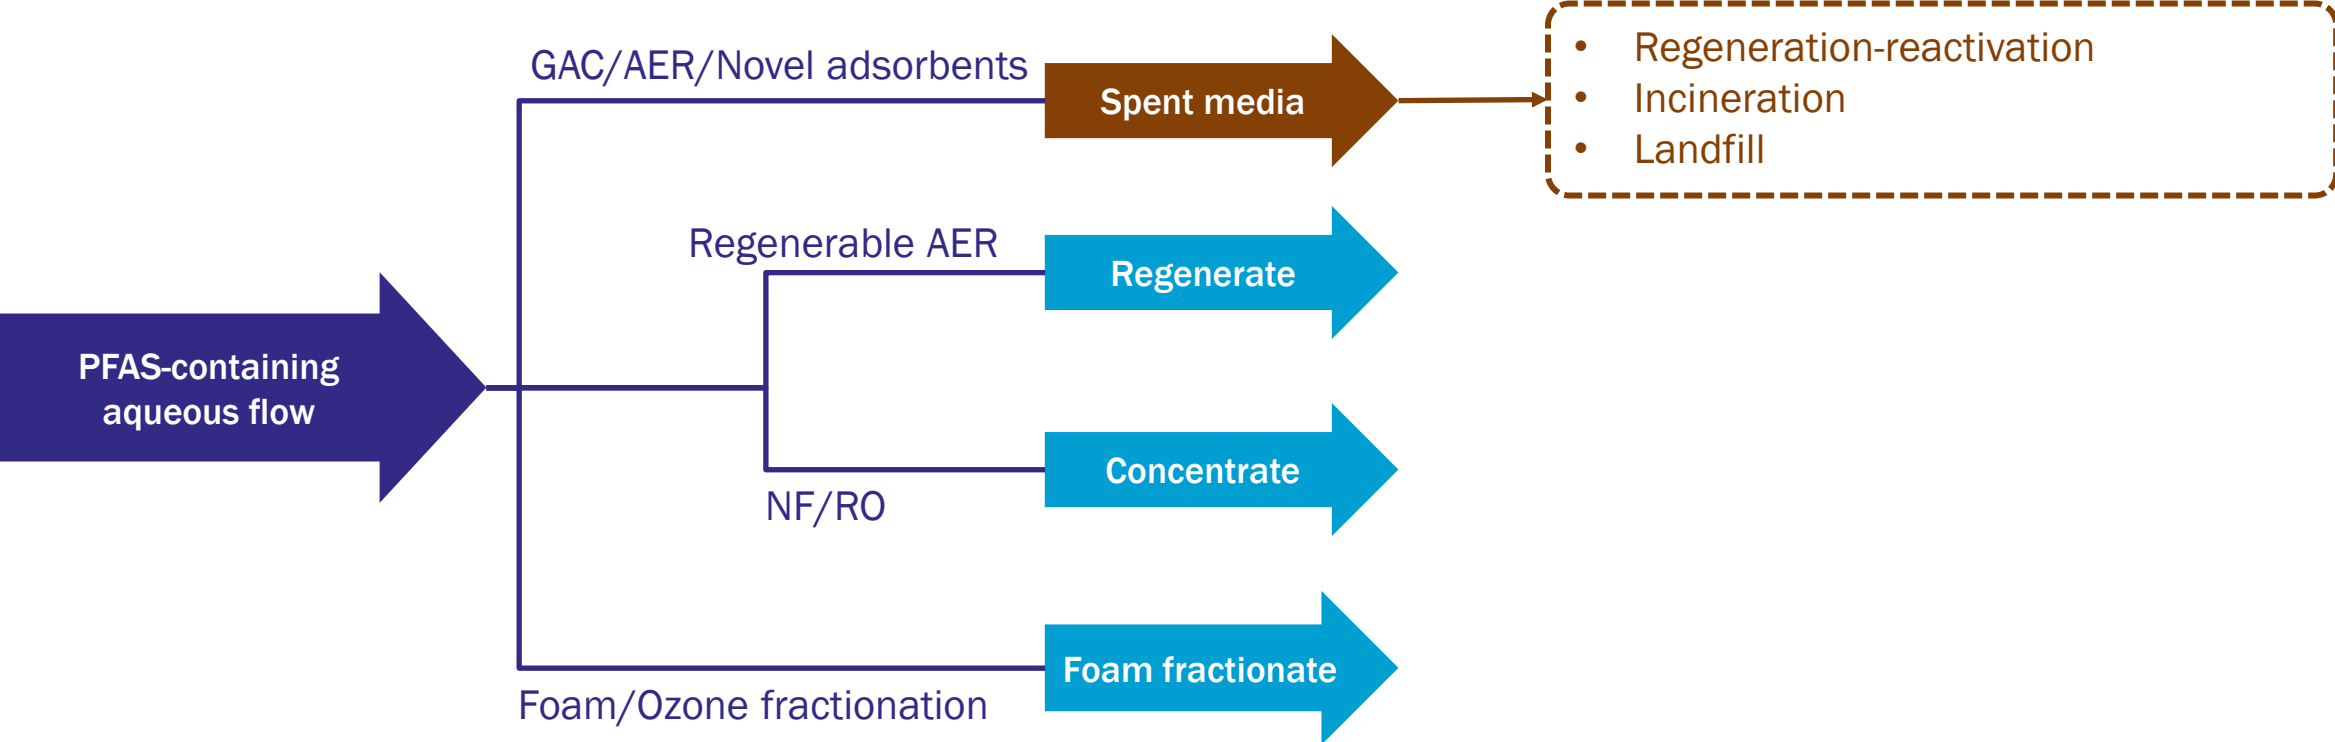 GAC/AER/Novel adsorbents
Spent media
• Regeneration-reactivation
• Incineration
• Landfill
Regenerable AER
Regenerate
PFAS-containing
aqueous flow
Concentrate
NF/RO
Foam fractionate
Foam/Ozone fractionation